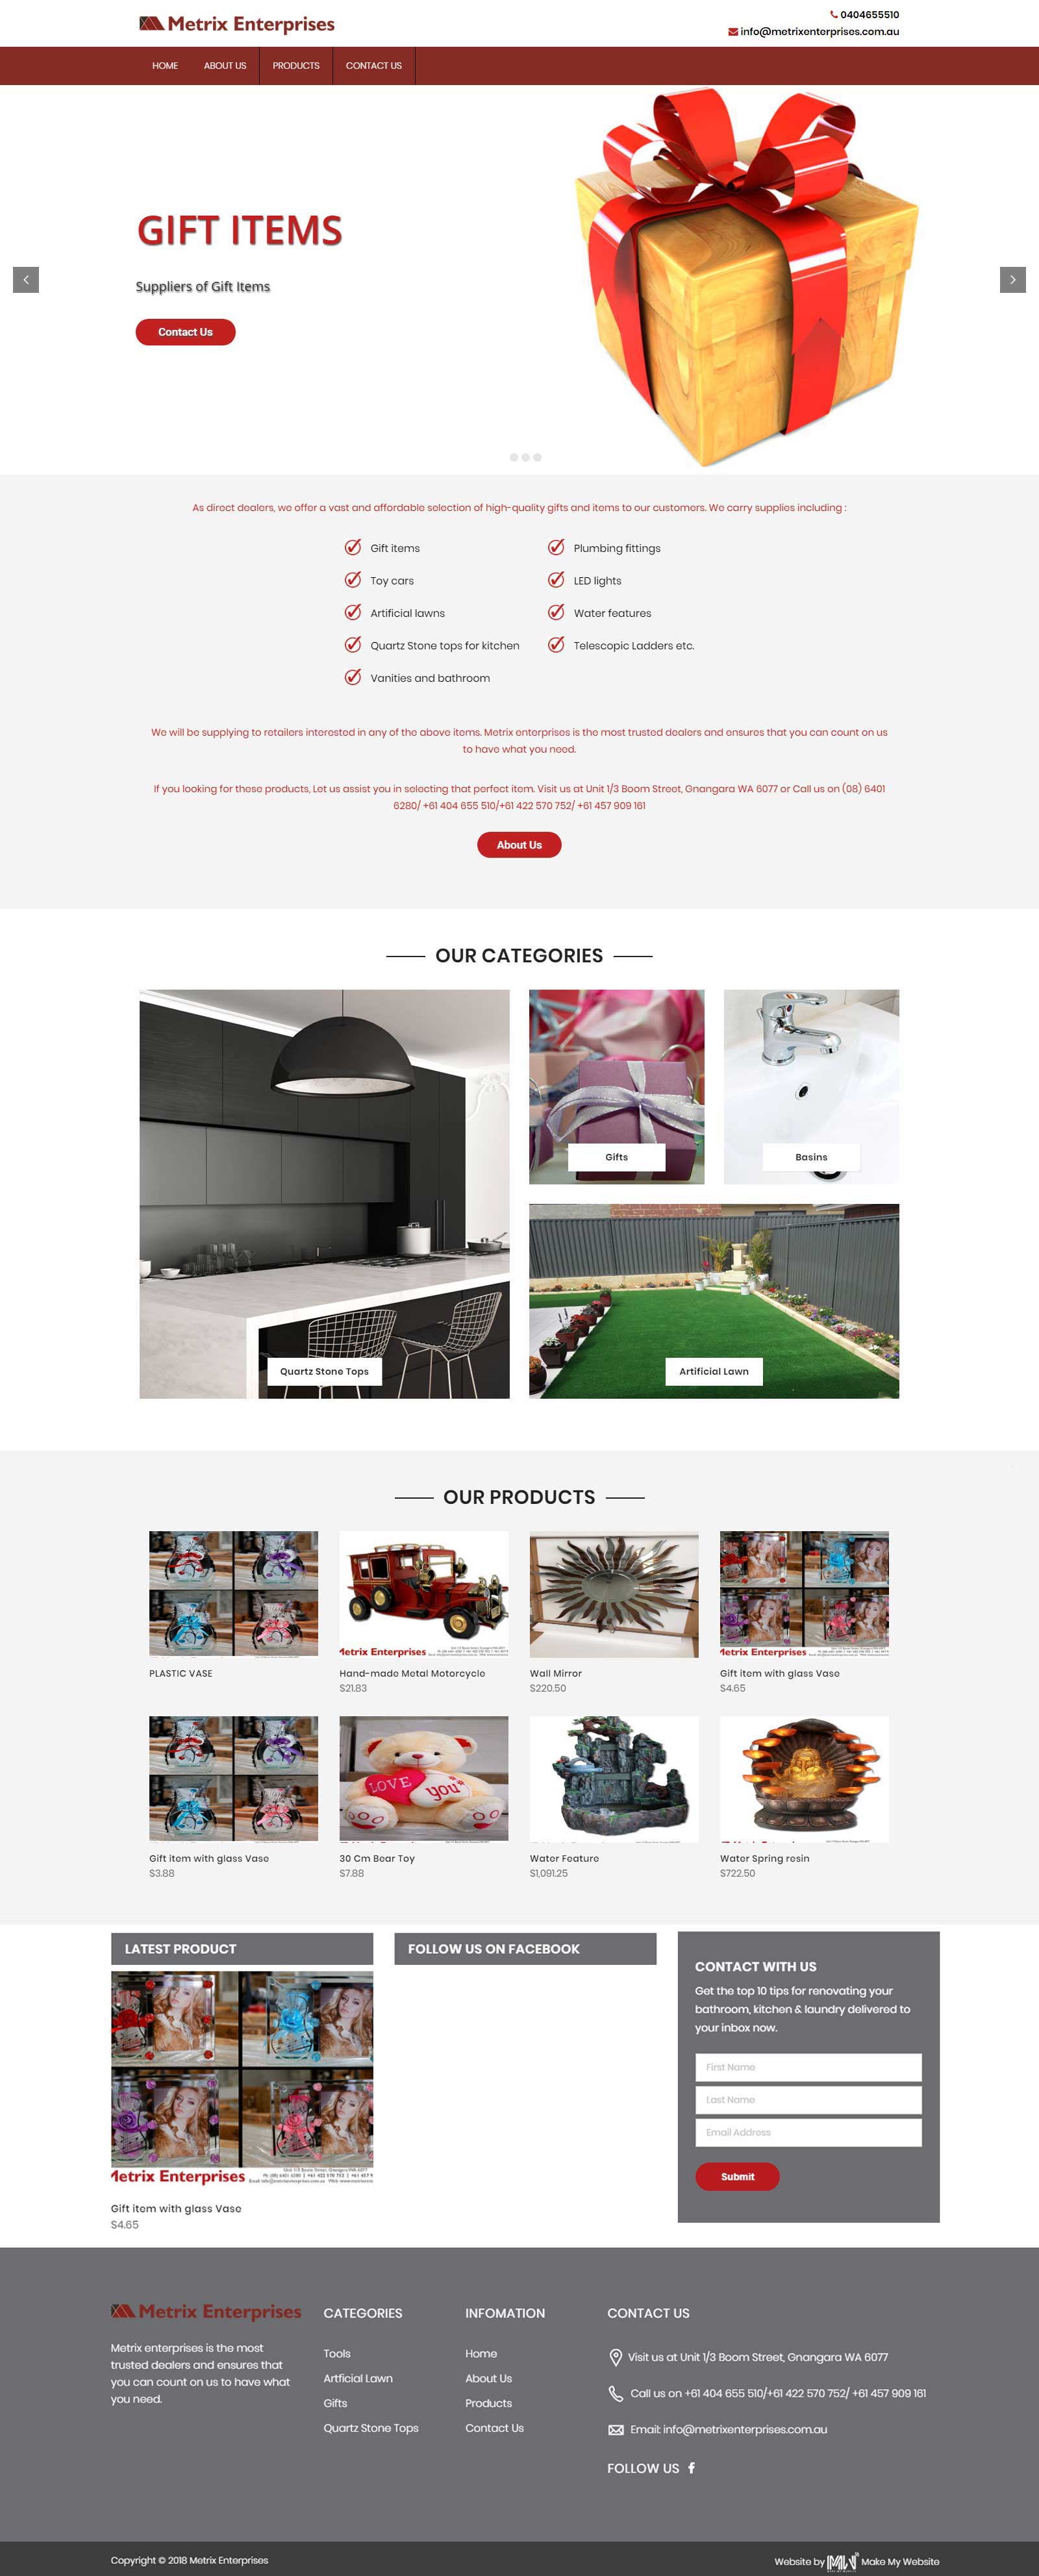 Metrix Enterprises
0404655510
info@metrixenterprises.com.au
HOME
ABOUT US
PRODUCTS
CONTACT US
GIFT ITEMS
Suppliers of Gift Items
Contact Us
As direct dealers, we offer a vast and affordable selection of high-quality gifts and items to our customers. We carry supplies including :
Gift items
Plumbing fittings
Toy cars
LED lights
Artificial lawns
Water features
Quartz Stone tops for kitchen
Telescopic Ladders etc.
Vanities and bathroom
We will be supplying to retailers interested in any of the above items. Metrix enterprises is the most trusted dealers and ensures that you can count on us
to have what you need.
If you looking for these products, Let us assist you in selecting that perfect item. Visit us at Unit 1/3 Boom Street, Gnangara WA 6077 or Call us on (08) 6401
6280/ +61 404 655 510/+61 422 570 752/ +61 457 909 161
About Us
OUR CATEGORIES
Gifts
Basins
Quartz Stone Tops
Artificial Lawn
OUR PRODUCTS
Metrix Enterprises
Metrix Enterprises
PLASTIC VASE
Hand-made Metal Motorcycle
$21.83
Wall Mirror
$220.50
Gift item with glass Vase
$4.65
LOVE
you
Gift item with glass Vase
$3.88
30 Cm Bear Toy
$7.88
Water Feature
$1,091.25
Water Spring resin
$722.50
LATEST PRODUCT
Metrix Enterprises
Gift item with glass Vase
$4.65
FOLLOW US ON FACEBOOK
CONTACT WITH US
Get the top 10 tips for renovating your
bathroom, kitchen & laundry delivered to
your inbox now.
First Name
Last Name
Email Address
Submit
Metrix Enterprises
Metrix enterprises is the most
trusted dealers and ensures that
you can count on us to have what
you need.
CATEGORIES
Tools
Artficial Lawn
Gifts
Quartz Stone Tops
INFOMATION
Home
About Us
Products
Contact Us
CONTACT US
Visit us at Unit 1/3 Boom Street, Gnangara WA 6077
Call us on +61 404 655 510/+61 422 570 752/ +61 457 909 161
Email: info@metrixenterprises.com.au
FOLLOW US
Copyright © 2018 Metrix Enterprises
Website by MMW Make My Website